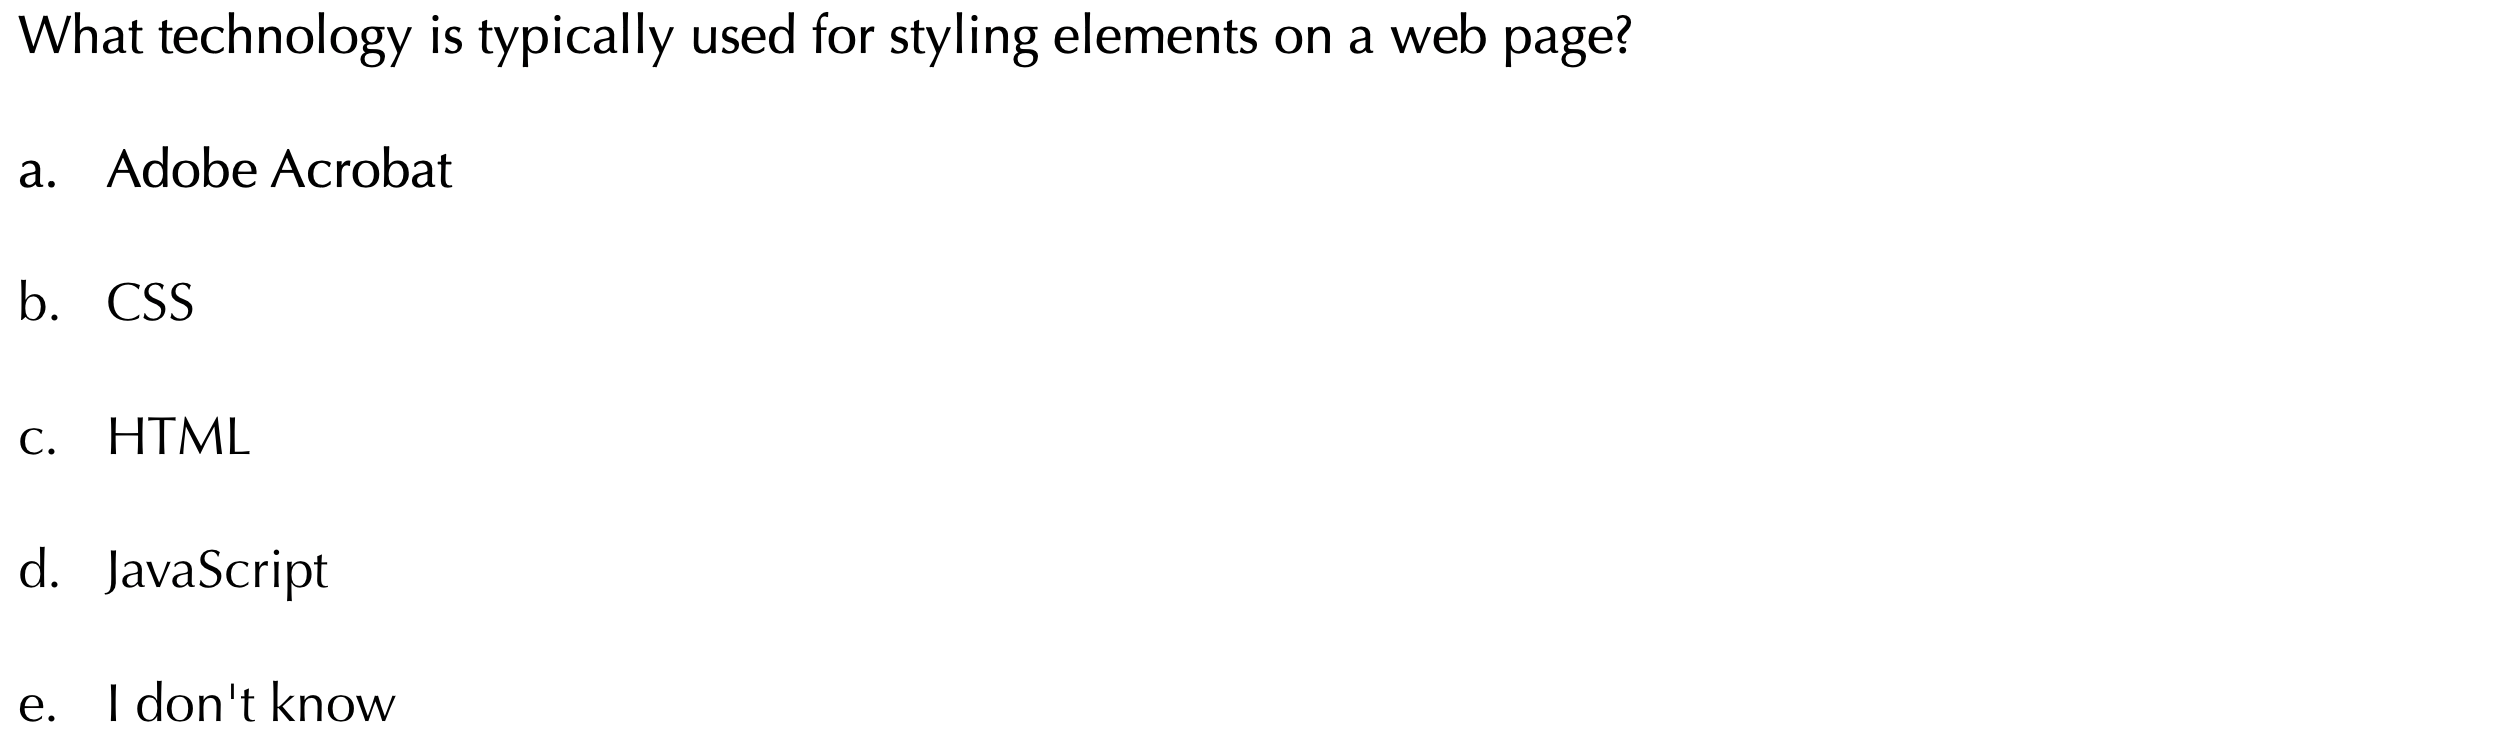 What technology is typically used for styling elements on a web page?
a. Adobe Acrobat
b. CSS
c. HTML
d. JavaScript
e. I don't know